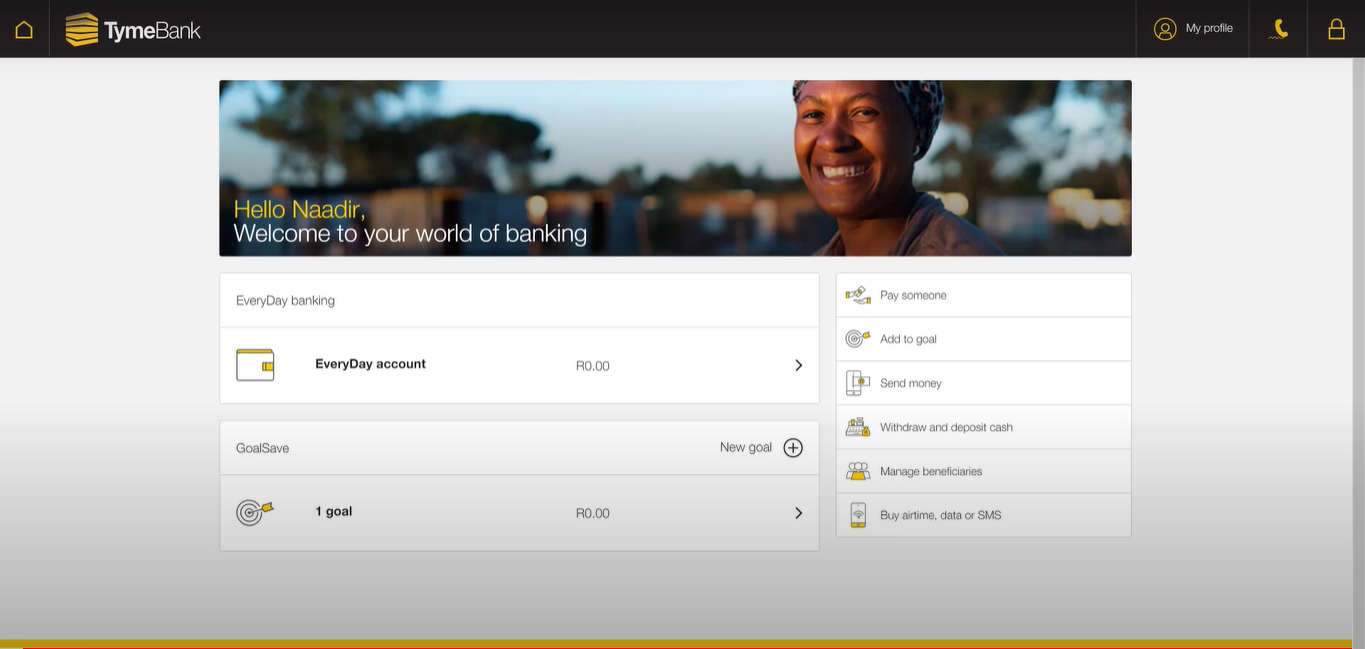 TymeBank
My profile
Hello Naadir,
Welcome to your world of banking
EveryDay banking
EveryDay account
R0.00
GoalSave
New goal
1 goal
R0.00
Pay someone
Add to goal
Send money
Withdraw and deposit cash
Manage beneficiaries
Buy airtime, data or SMS